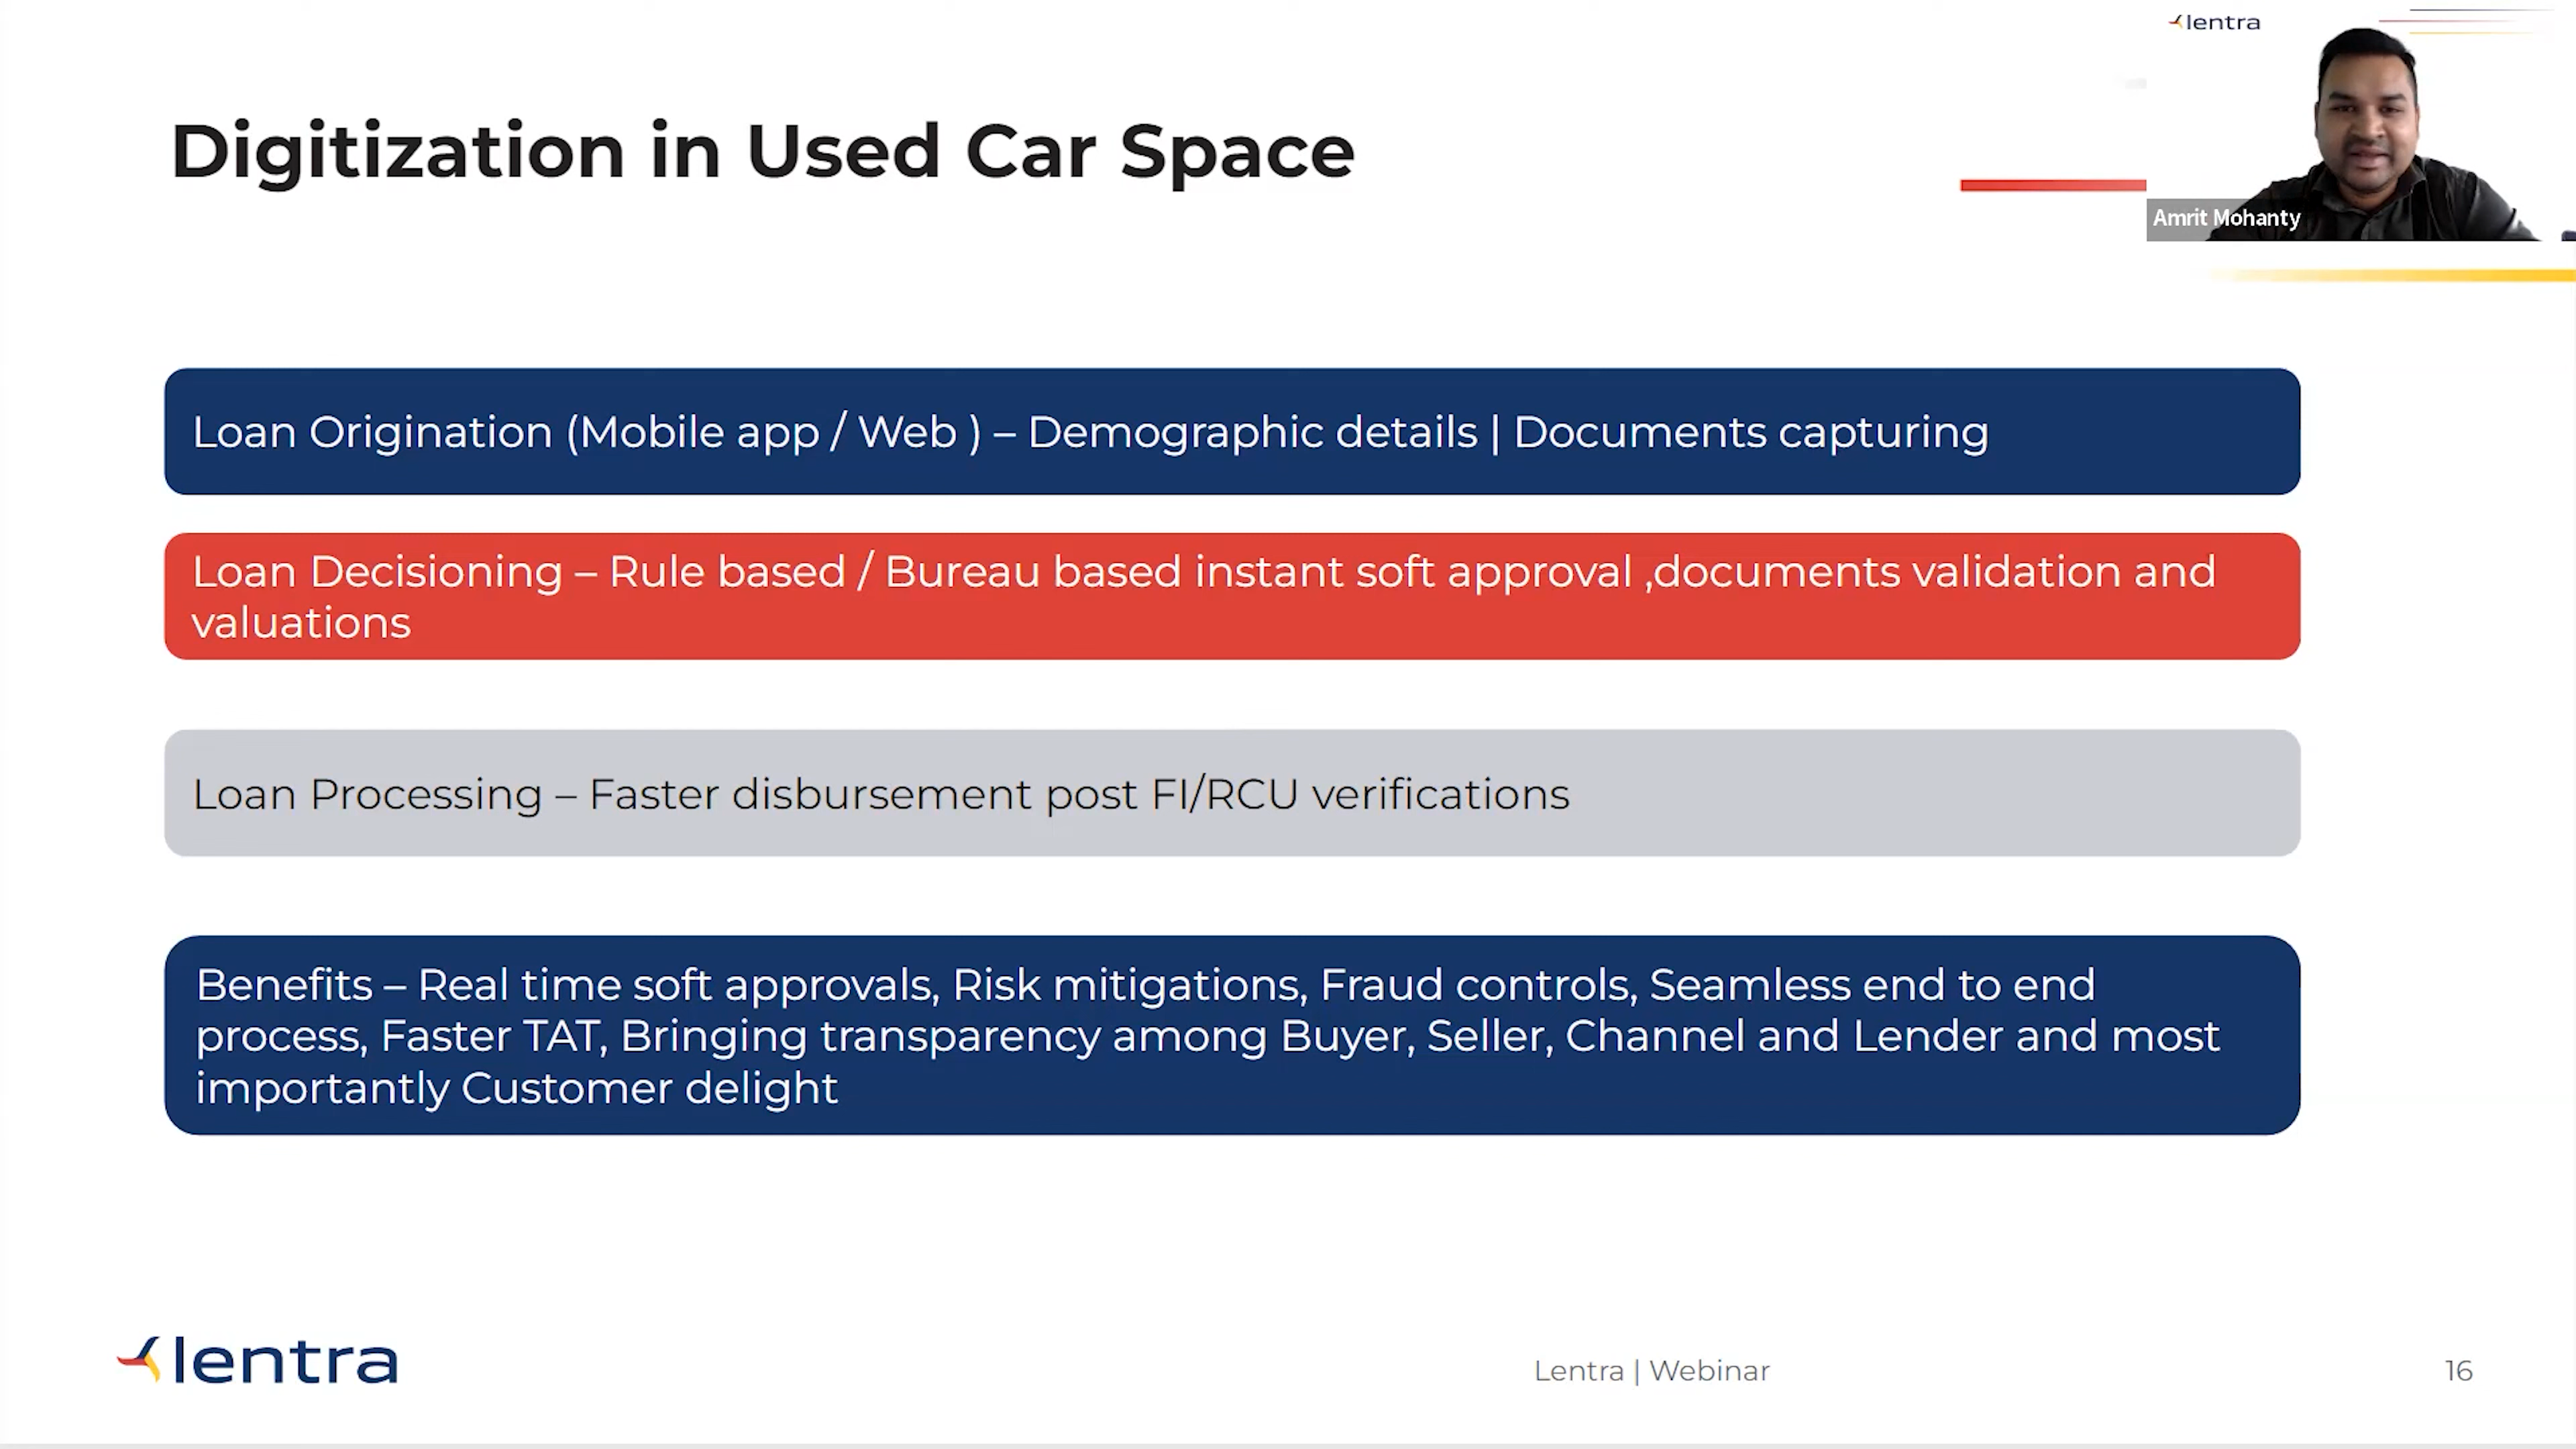 lentra
Digitization in Used Car Space
Amrit Mohanty
Loan Origination (Mobile app / Web ) – Demographic details | Documents capturing
Loan Decisioning – Rule based / Bureau based instant soft approval ,documents validation and
valuations
Loan Processing – Faster disbursement post FI/RCU verifications
Benefits – Real time soft approvals, Risk mitigations, Fraud controls, Seamless end to end
process, Faster TAT, Bringing transparency among Buyer, Seller, Channel and Lender and most
importantly Customer delight
lentra
Lentra | Webinar
16